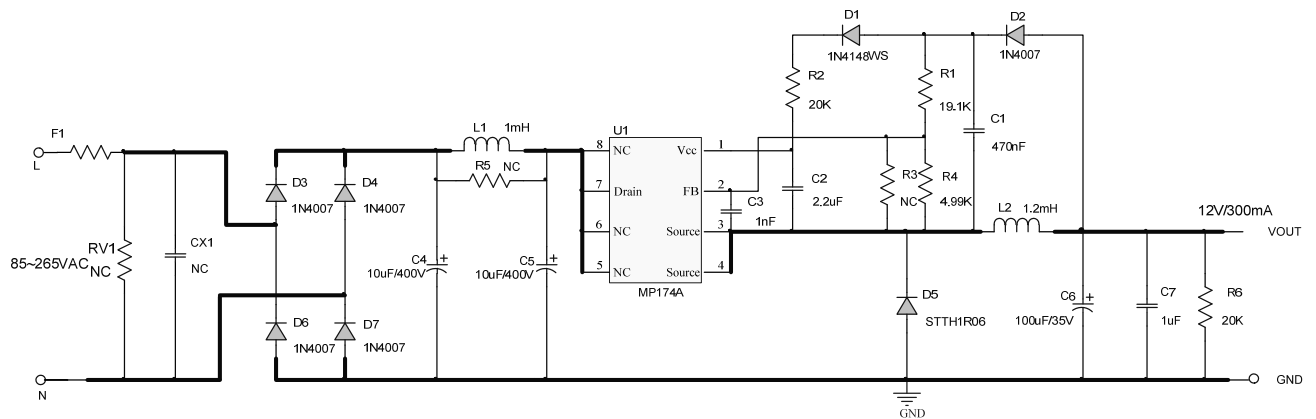 D1
D2
1N4148WS
1N4007
R2
20K
R1
19.1K
C1
470nF
F1
L
L1 1mH
R5 NC
U1
8 NC Vcc 1
7 Drain FB 2
6 NC Source 3
5 NC Source 4
MP174A
D3
1N4007
D4
1N4007
C2
2.2uF
C3
1nF
R3
NC
R4
4.99K
L2 1.2mH
12V/300mA
VOUT
85~265VAC
RV1
NC
CX1
NC
C4
10uF/400V
C5
10uF/400V
D5
STTH1R06
C6
100uF/35V
C7
1uF
R6
20K
D6
1N4007
D7
1N4007
N
GND
GND